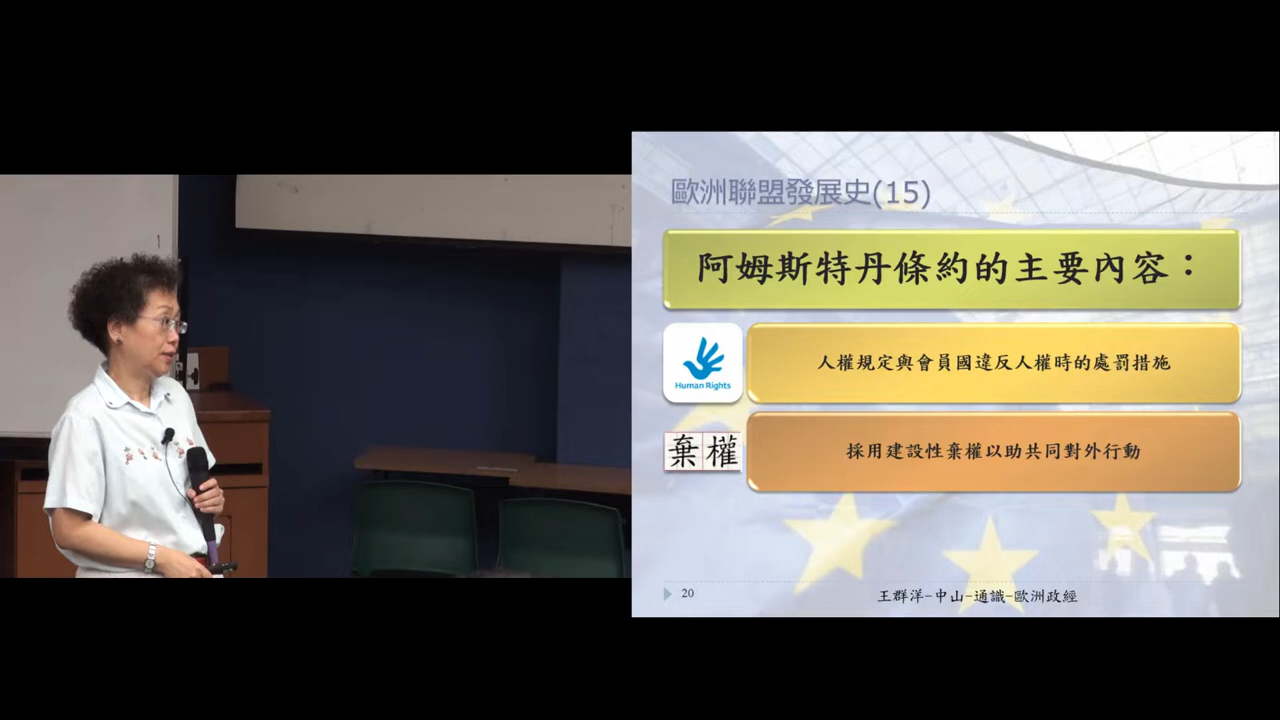 歐洲聯盟發展史(15)
阿姆斯特丹條約的主要內容：
Human Rights
人權規定與會員國違反人權時的處罰措施
棄權
採用建設性棄權以助共同對外行動
20
王群洋-中山-通識-歐洲政經